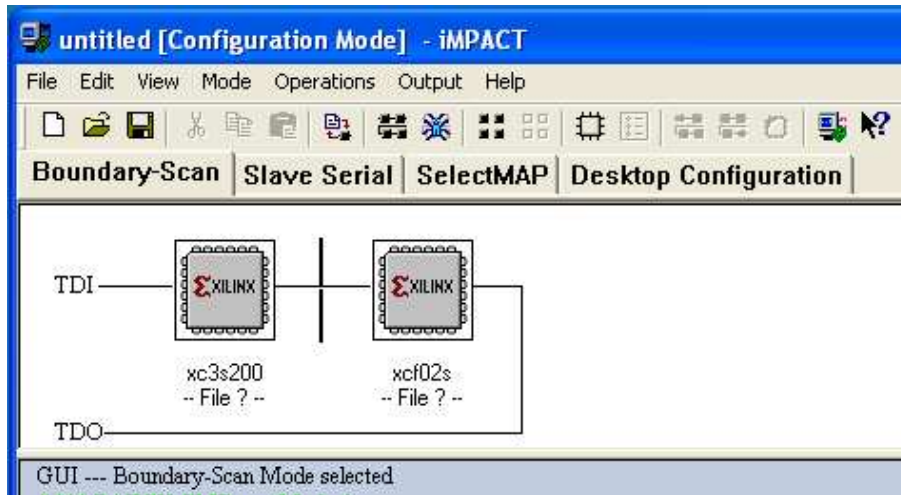 untitled [Configuration Mode] - iMPACT
File Edit View Mode Operations Output Help
Boundary-Scan Slave Serial SelectMAP Desktop Configuration
TDI XILINX XILINX
xc3s200 xcf02s
-- File ? -- -- File ? --
TDO
GUI --- Boundary-Scan Mode selected